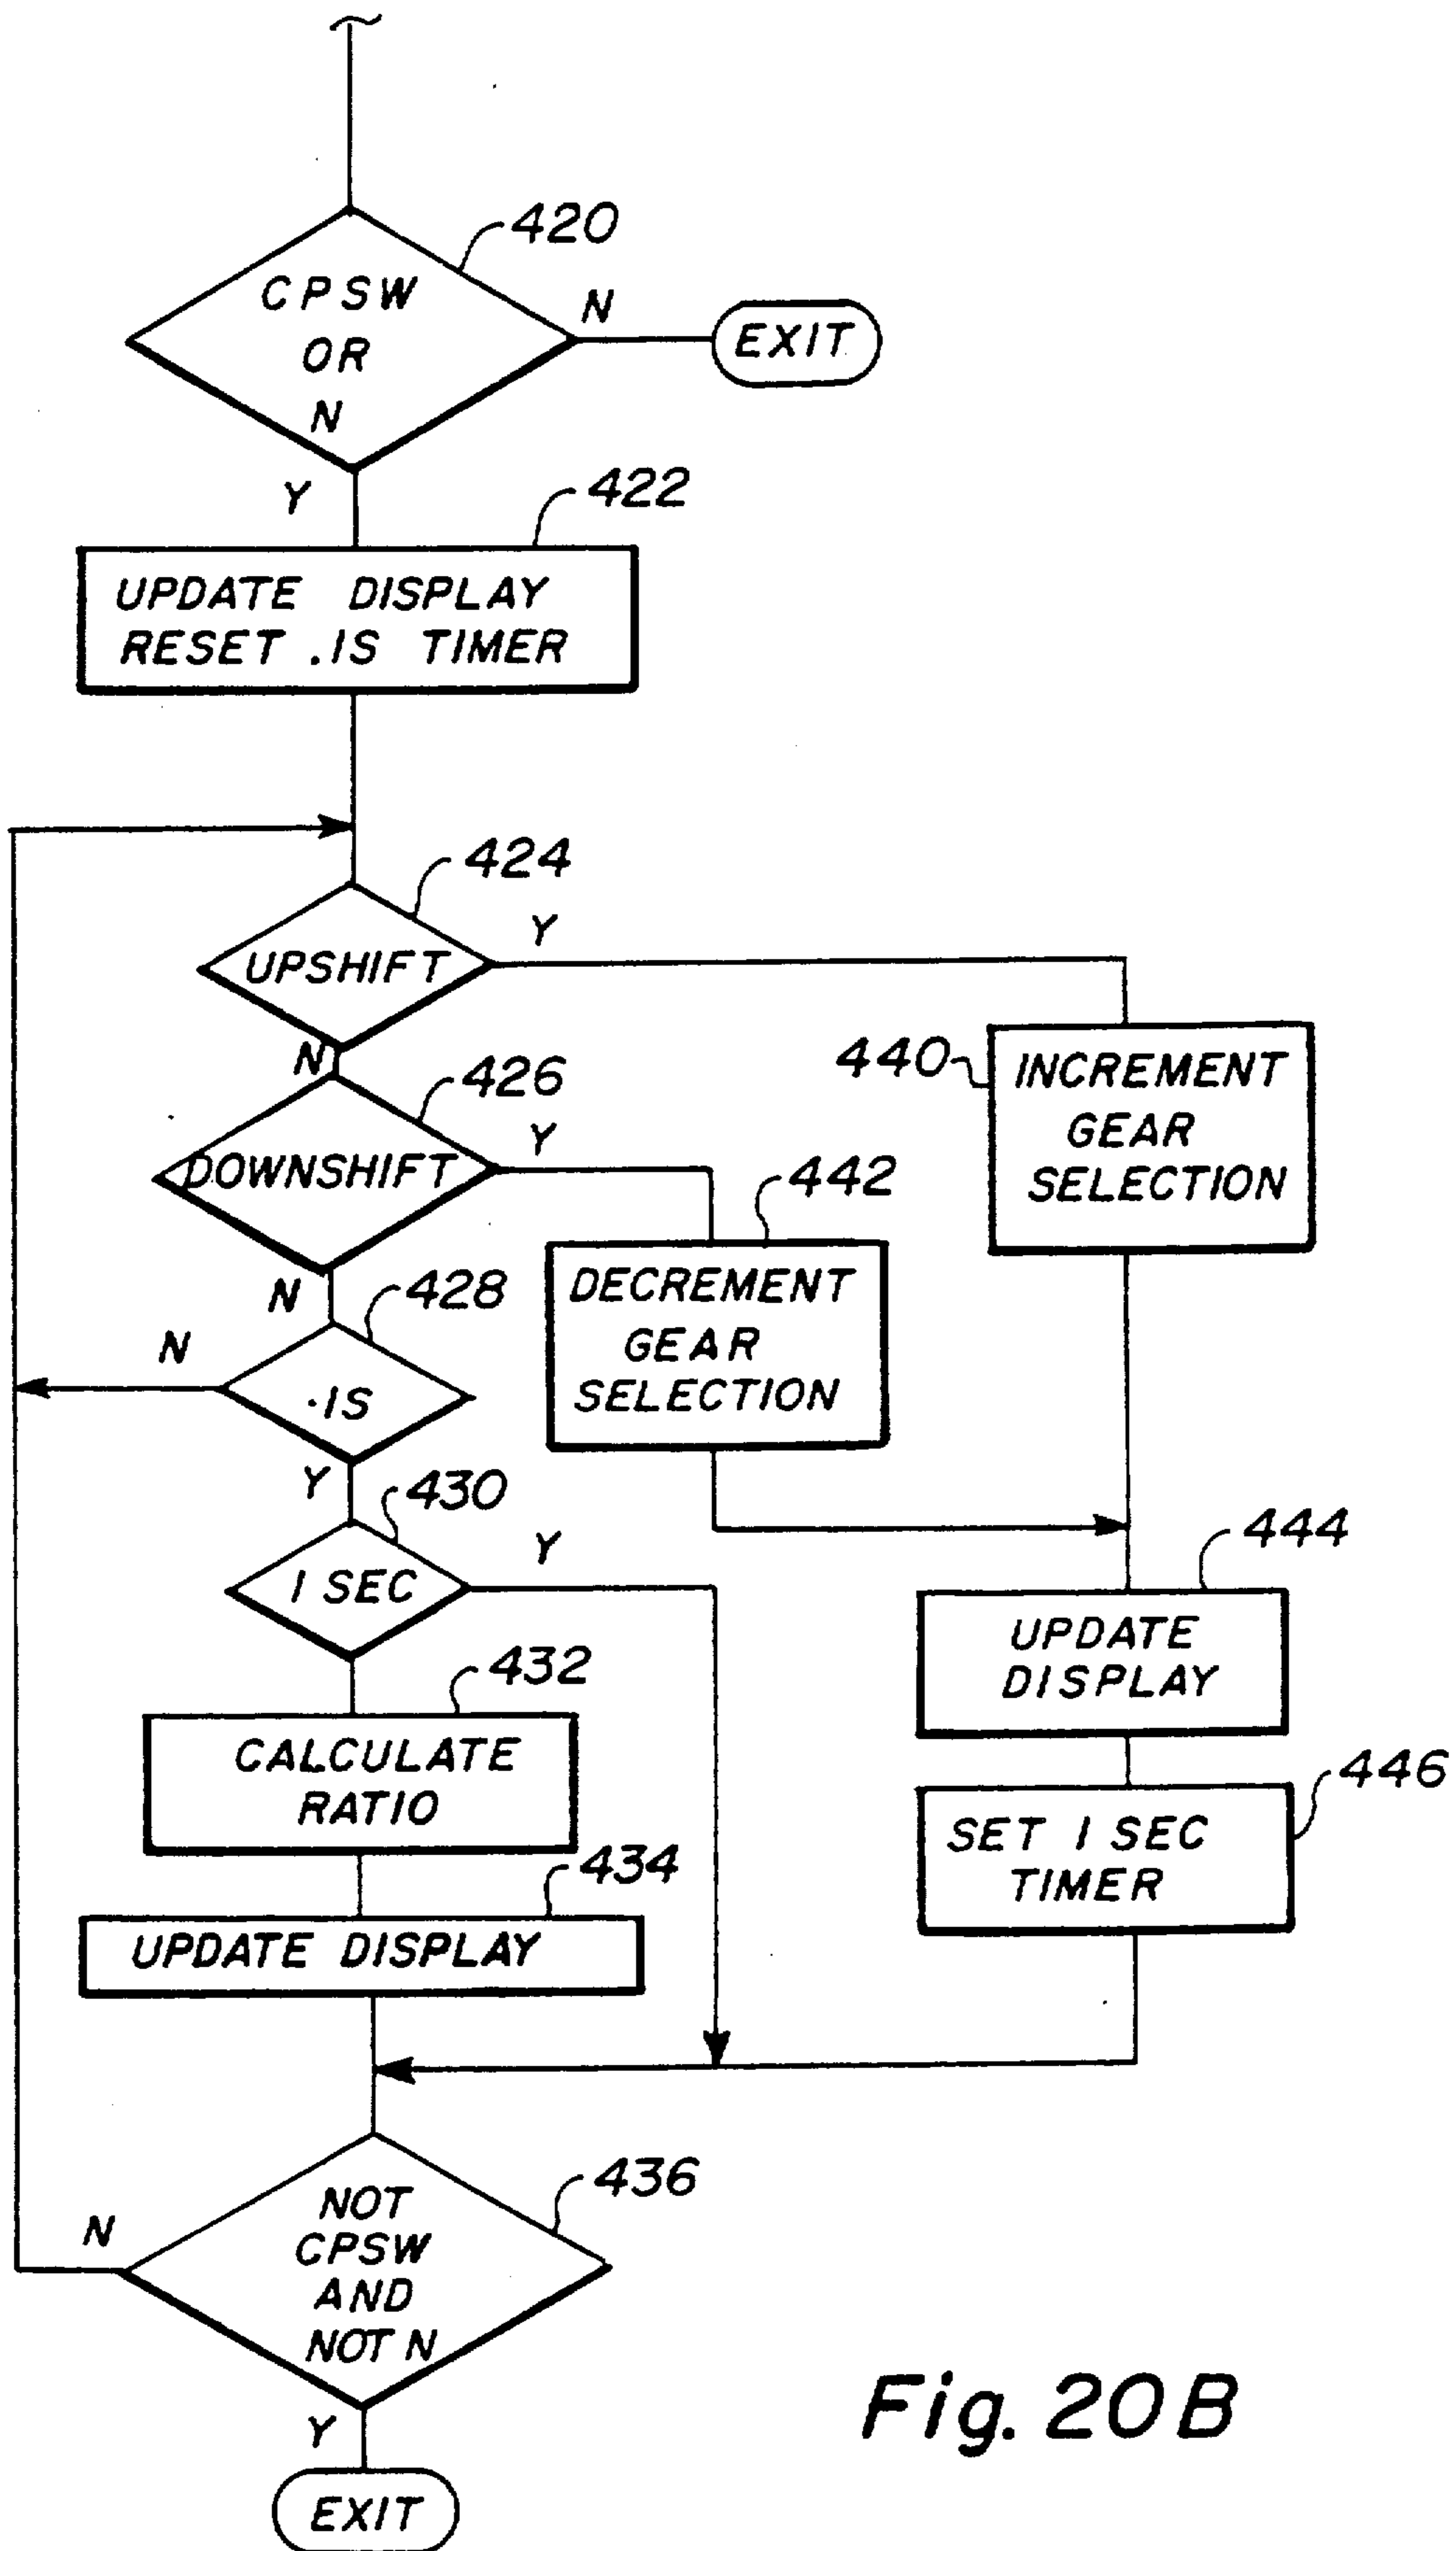 420
CPSW
OR
N
N
EXIT
Y
422
UPDATE DISPLAY
RESET .1S TIMER
424
UPSHIFT
Y
N
440
INCREMENT
GEAR
SELECTION
426
DOWNSHIFT
Y
442
DECREMENT
GEAR
SELECTION
N
428
N
.1S
Y
430
1 SEC
Y
444
UPDATE
DISPLAY
432
CALCULATE
RATIO
446
SET 1 SEC
TIMER
434
UPDATE DISPLAY
436
NOT
CPSW
AND
NOT N
N
Y
EXIT
Fig. 20B